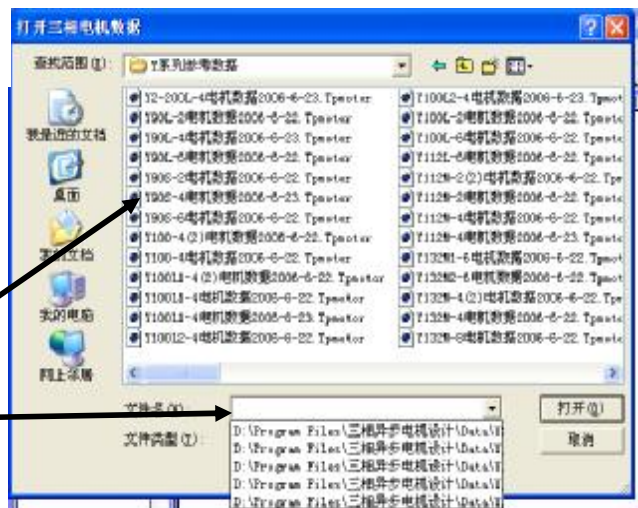 打开三相电机数据
查找范围(I):
Y系列参考数据
我最近的文档
桌面
我的文档
我的电脑
网上邻居
Y2-200L-4电机数据2006-6-23.Tpmotor
Y90L-2电机数据2006-6-22.Tpmotor
Y90L-4电机数据2006-6-23.Tpmotor
Y90L-6电机数据2006-6-22.Tpmotor
Y90S-2电机数据2006-6-22.Tpmotor
Y90S-4电机数据2006-6-23.Tpmotor
Y90S-6电机数据2006-6-22.Tpmotor
Y100-4(2)电机数据2006-6-22.Tpmotor
Y100-4电机数据2006-6-22.Tpmotor
Y100L1-4(2)电机数据2006-6-22.Tpmotor
Y100L1-4电机数据2006-6-22.Tpmotor
Y100L1-4电机数据2006-6-23.Tpmotor
Y100L2-4电机数据2006-6-22.Tpmotor
Y100L2-4电机数据2006-6-23.Tpmot
Y100L-2电机数据2006-6-22.Tpmoto
Y100L-6电机数据2006-6-22.Tpmoto
Y112L-6电机数据2006-6-22.Tpmoto
Y112M-2(2)电机数据2006-6-22.Tpm
Y112M-2电机数据2006-6-22.Tpmoto
Y112M-4电机数据2006-6-22.Tpmoto
Y112M-4电机数据2006-6-23.Tpmoto
Y132M1-6电机数据2006-6-22.Tpmot
Y132M2-6电机数据2006-6-22.Tpmot
Y132M-4(2)电机数据2006-6-22.Tpm
Y132M-4电机数据2006-6-22.Tpmoto
Y132M-8电机数据2006-6-22.Tpmoto
文件名(N):
打开(O)
文件类型(T):
取消
D:\Program Files\三相异步电机设计\Data\Y
D:\Program Files\三相异步电机设计\Data\Y
D:\Program Files\三相异步电机设计\Data\Y
D:\Program Files\三相异步电机设计\Data\Y
D:\Program Files\三相异步电机设计\Data\Y